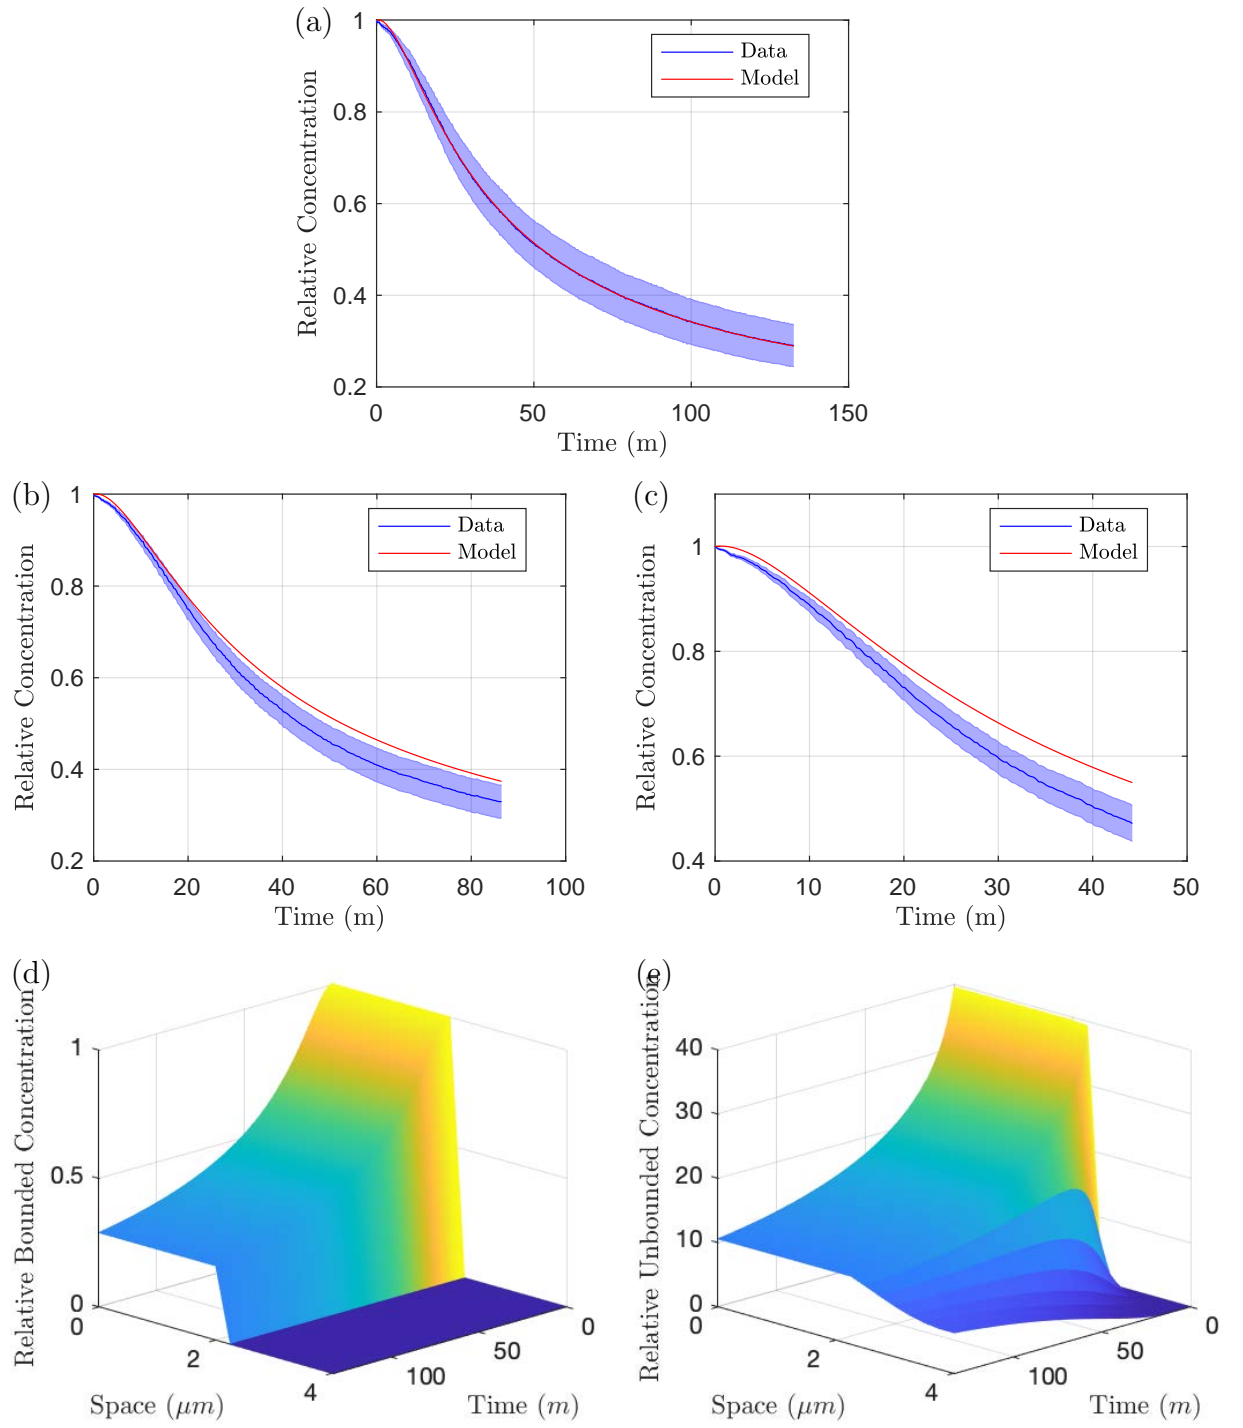 (a)
Relative Concentration
1
0.8
0.6
0.4
0.2
Data
Model
0 50 100 150
Time (m)
(b)
Relative Concentration
1
0.8
0.6
0.4
0.2
Data
Model
0 20 40 60 80 100
Time (m)
(c)
Relative Concentration
1
0.8
0.6
0.4
Data
Model
0 10 20 30 40 50
Time (m)
(d)
Relative Bounded Concentration
1
0.5
0
0 2 4
Space (μm)
100 50 0
Time (m)
(e)
Relative Unbounded Concentration
40
30
20
10
0
0 2 4
Space (μm)
100 50 0
Time (m)